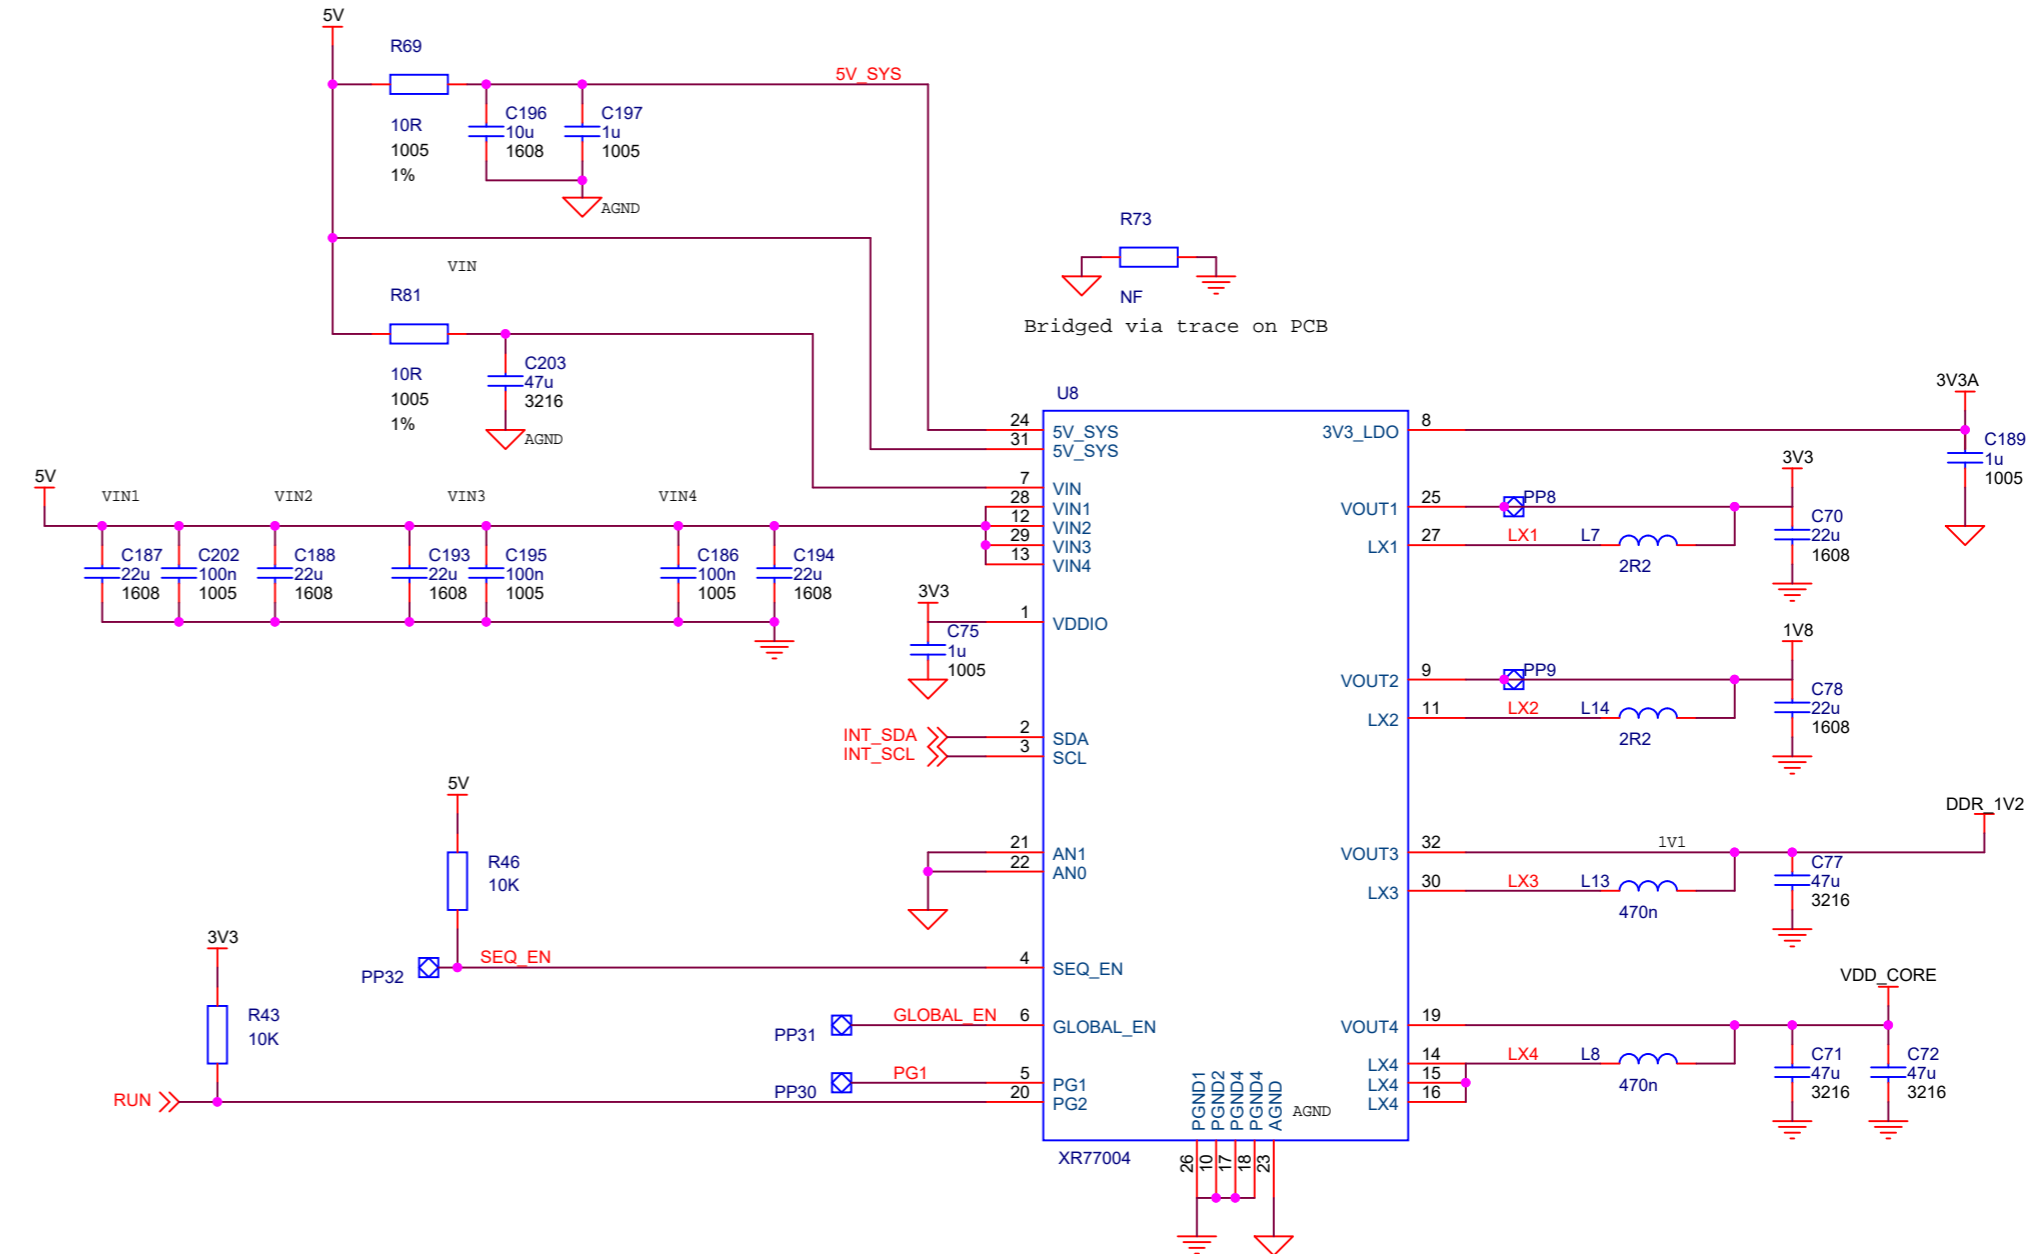 5V
R69
10R
1005
1%
C196
10u
1608
C197
1u
1005
5V_SYS
AGND
R73
NF
Bridged via trace on PCB
VIN
R81
10R
1005
1%
C203
47u
3216
AGND
5V
VIN1
VIN2
VIN3
VIN4
C187
22u
1608
C202
100n
1005
C188
22u
1608
C193
22u
1608
C195
100n
1005
C186
100n
1005
C194
22u
1608
3V3
C75
1u
1005
INT_SDA
INT_SCL
5V
R46
10K
PP32
SEQ_EN
3V3
R43
10K
RUN
PP31
GLOBAL_EN
PP30
PG1
U8
24 5V_SYS
31 5V_SYS
7 VIN
28 VIN1
12 VIN2
29 VIN3
13 VIN4
1 VDDIO
2 SDA
3 SCL
21 AN1
22 AN0
4 SEQ_EN
6 GLOBAL_EN
5 PG1
20 PG2
3V3_LDO 8
VOUT1 25
LX1 27
VOUT2 9
LX2 11
VOUT3 32
LX3 30
VOUT4 19
LX4 14
LX4 15
LX4 16
PGND1 26
PGND2 10
PGND4 17
PGND4 18
AGND 23
AGND
XR77004
3V3A
C189
1u
1005
3V3
PP8
C70
22u
1608
LX1
L7
2R2
1V8
PP9
C78
22u
1608
LX2
L14
2R2
DDR_1V2
1V1
C77
47u
3216
LX3
L13
470n
VDD_CORE
LX4
L8
470n
C71
47u
3216
C72
47u
3216